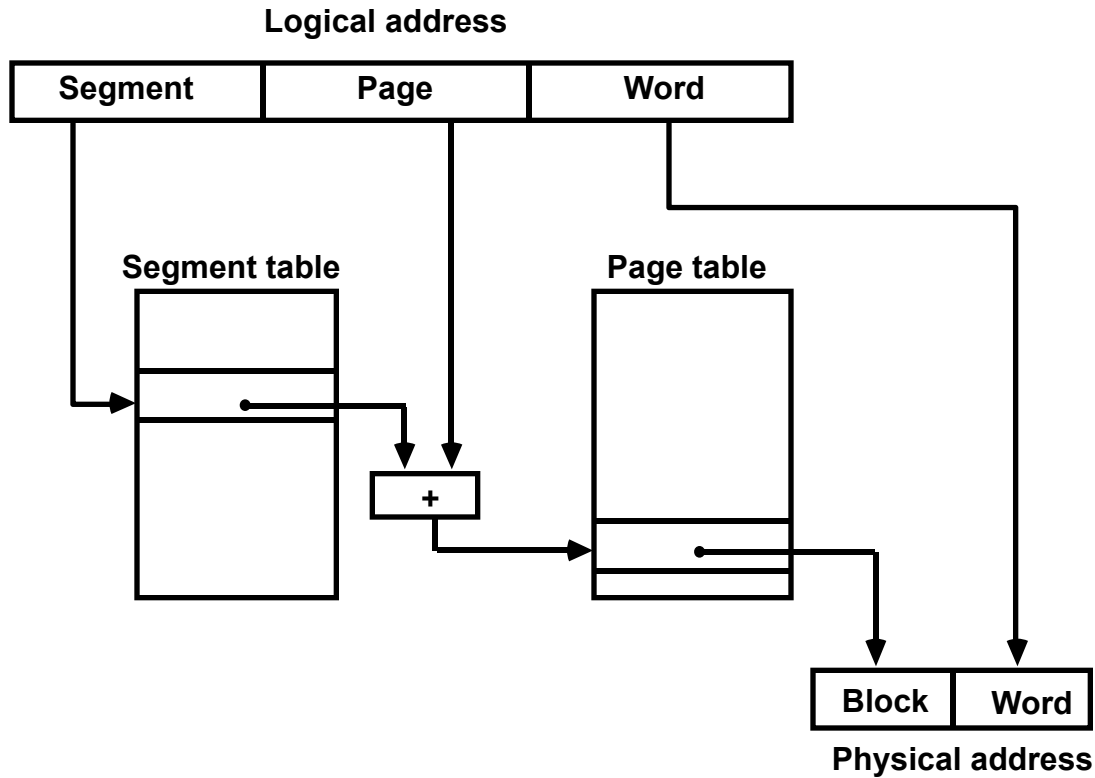 Logical address
Segment Page Word
Segment table Page table
+
Block Word
Physical address